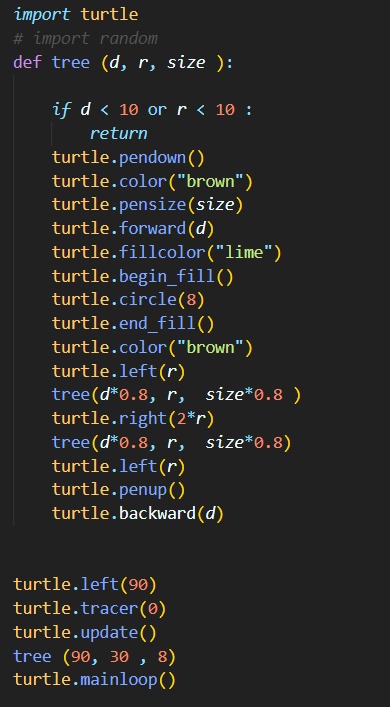 import turtle
# import random
def tree (d, r, size ):
if d < 10 or r < 10 :
return
turtle.pendown()
turtle.color("brown")
turtle.pensize(size)
turtle.forward(d)
turtle.fillcolor("lime")
turtle.begin_fill()
turtle.circle(8)
turtle.end_fill()
turtle.color("brown")
turtle.left(r)
tree(d*0.8, r,  size*0.8 )
turtle.right(2*r)
tree(d*0.8, r,  size*0.8)
turtle.left(r)
turtle.penup()
turtle.backward(d)
turtle.left(90)
turtle.tracer(0)
turtle.update()
tree (90, 30 , 8)
turtle.mainloop()